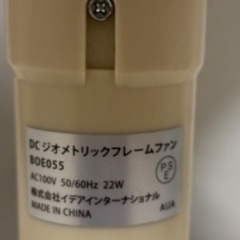 DC ジオメトリックフレームファン
BOE055
AC100V 50/60Hz 22W
株式会社イデアインターナショナル
MADE IN CHINA
PSE